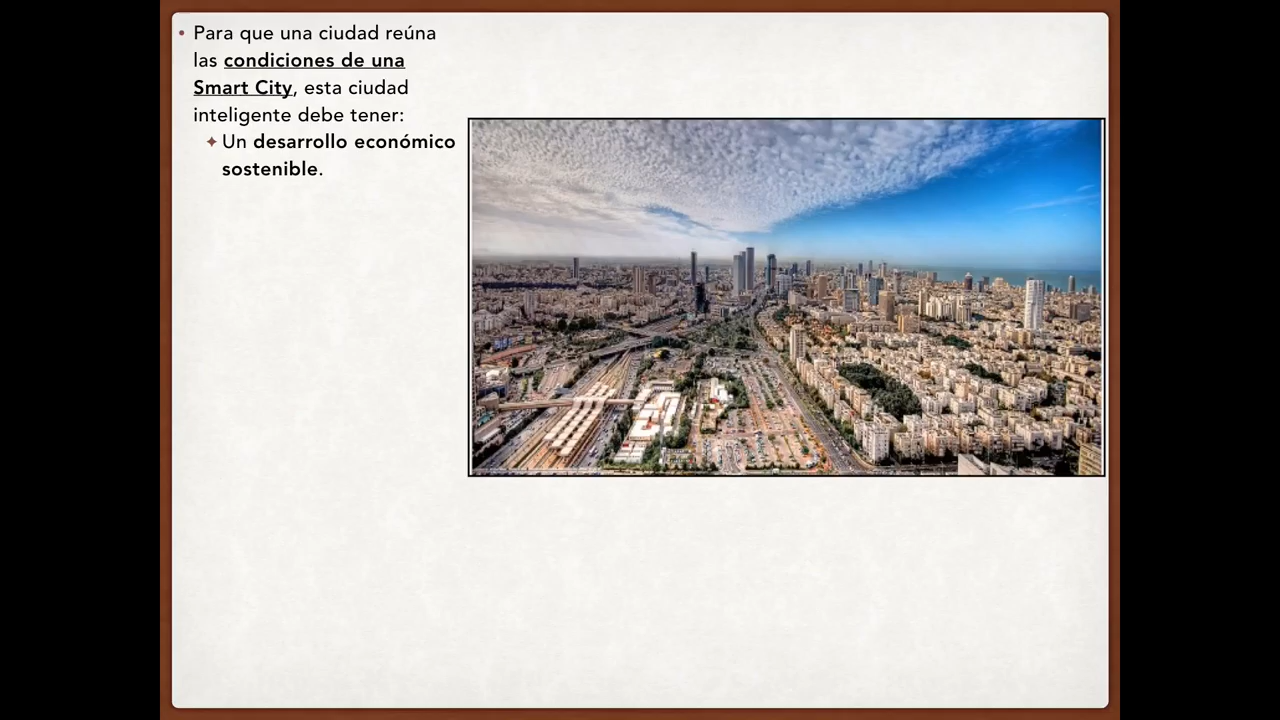 • Para que una ciudad reúna
las condiciones de una
Smart City, esta ciudad
inteligente debe tener:
✦ Un desarrollo económico
sostenible.